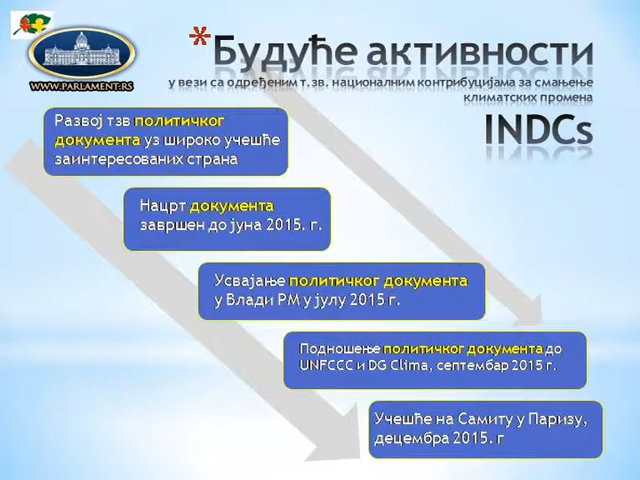 *Будуће активности
у вези са одређеним т.зв. националним контрибуцијама за смањење
климатских промена
INDCs
WWW.PARLAMENT.RS
Развој тзв политичког
документа уз широко учешће
заинтересованих страна
Нацрт документа
завршен до јуна 2015. г.
Усвајање политичког документа
у Влади РМ у јулу 2015 г.
Подношење политичког документа до
UNFCCC и DG Clima, септембар 2015 г.
Учешће на Самиту у Паризу,
децембра 2015. г